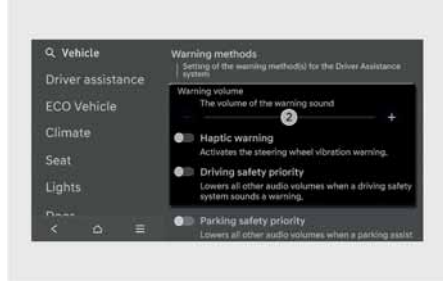 Vehicle
Driver assistance
ECO Vehicle
Climate
Seat
Lights
Warning methods
Setting of the warning method(s) for the Driver Assistance
system
Warning volume
The volume of the warning sound
– 2 +
Haptic warning
Activates the steering wheel vibration warning.
Driving safety priority
Lowers all other audio volumes when a driving safety
system sounds a warning,
Parking safety priority
Lowers all other audio volumes when a parking assist